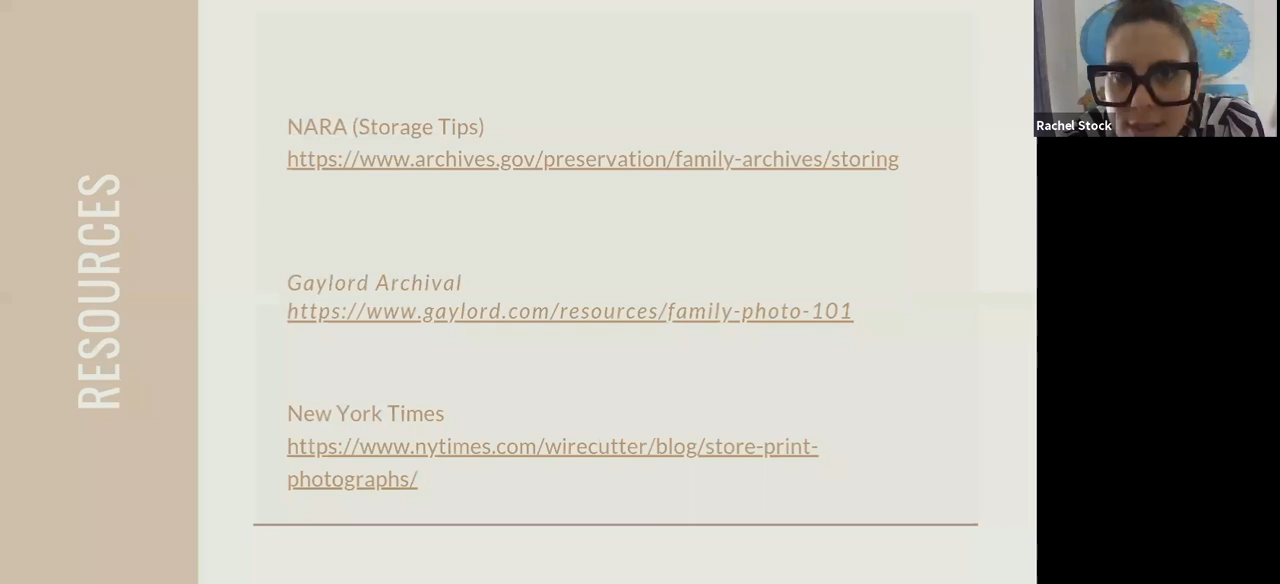 RESOURCES
NARA (Storage Tips)
https://www.archives.gov/preservation/family-archives/storing
Gaylord Archival
https://www.gaylord.com/resources/family-photo-101
New York Times
https://www.nytimes.com/wirecutter/blog/store-print-
photographs/
Rachel Stock